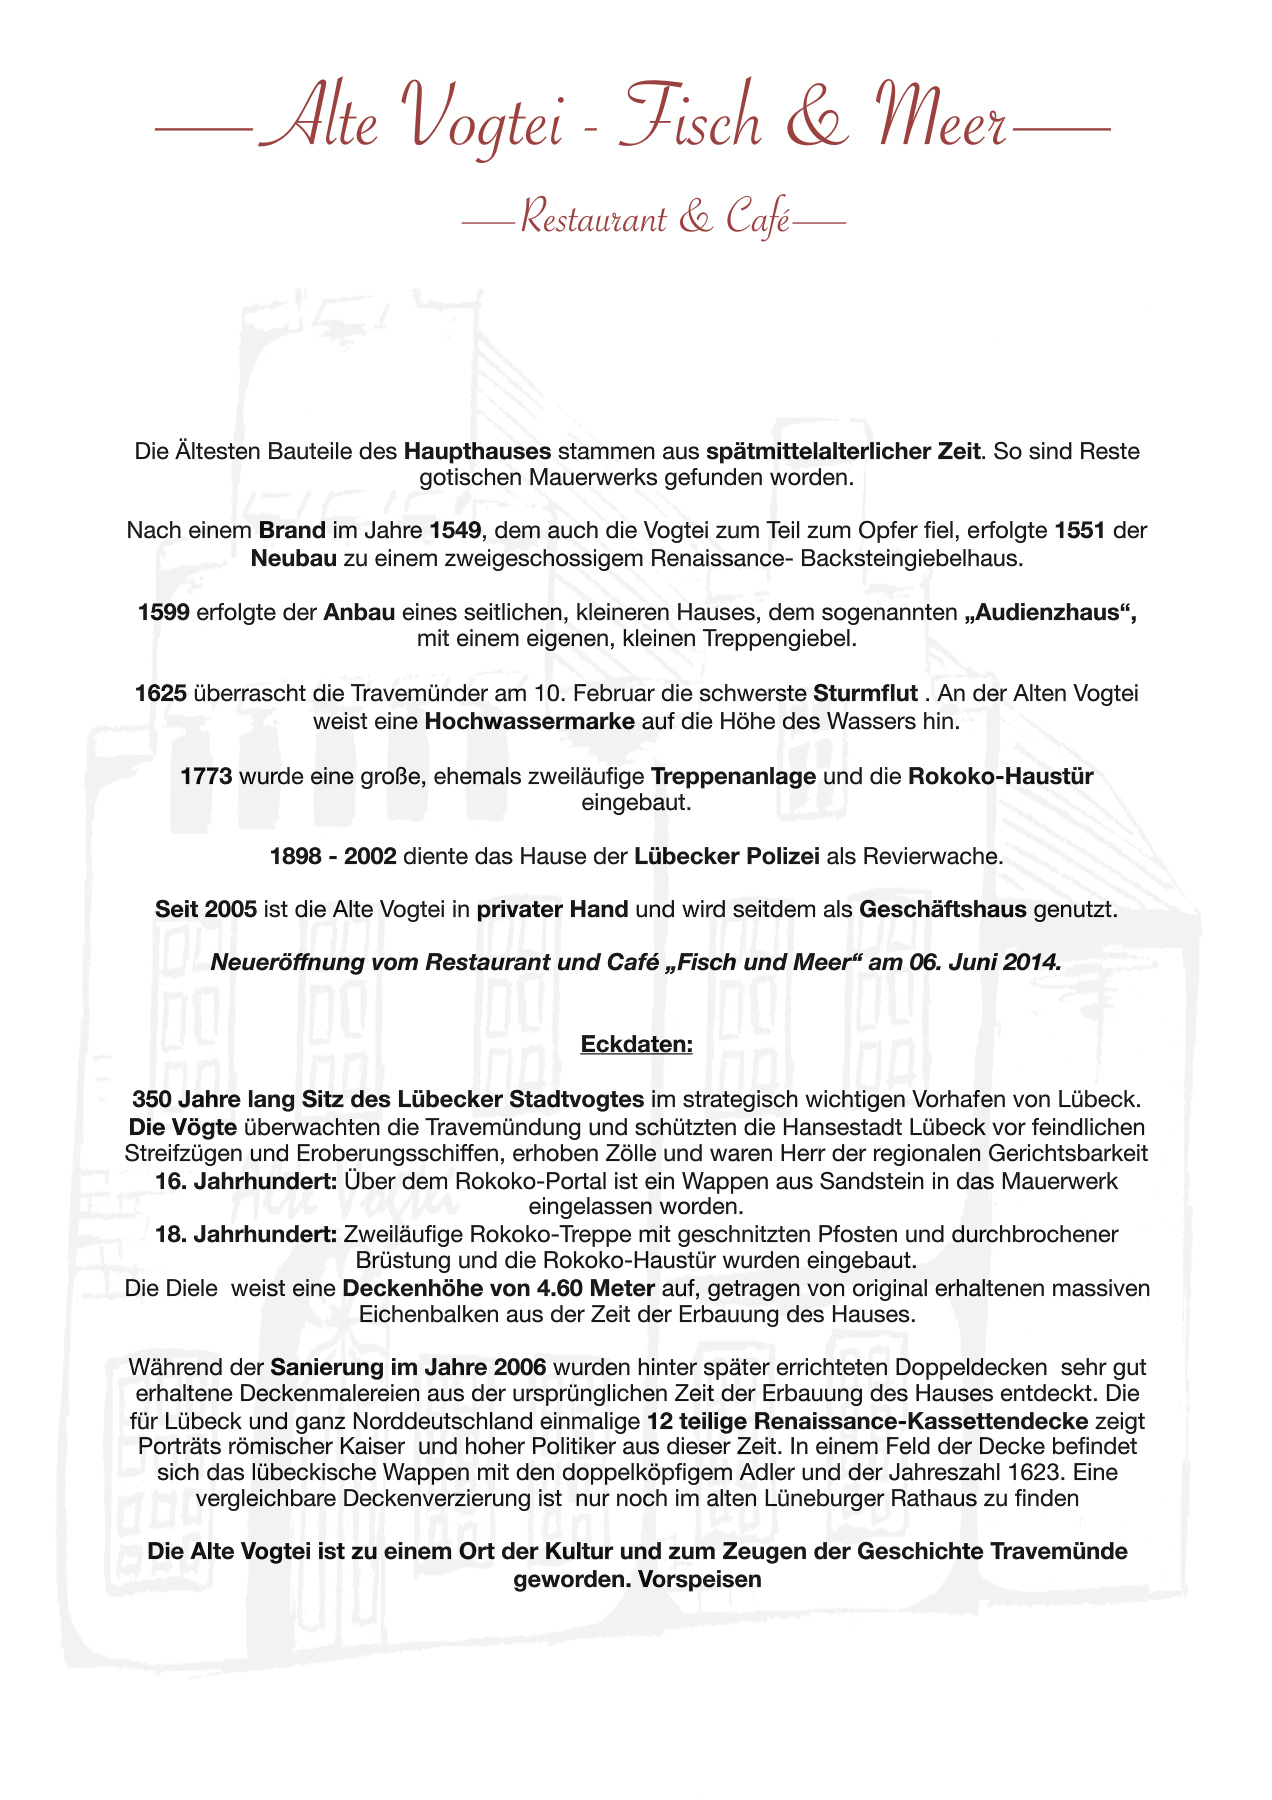 Alte Vogtei - Fisch & Meer
Restaurant & Café
Die Ältesten Bauteile des Haupthauses stammen aus spätmittelalterlicher Zeit. So sind Reste
gotischen Mauerwerks gefunden worden.
Nach einem Brand im Jahre 1549, dem auch die Vogtei zum Teil zum Opfer fiel, erfolgte 1551 der
Neubau zu einem zweigeschossigem Renaissance- Backsteingiebelhaus.
1599 erfolgte der Anbau eines seitlichen, kleineren Hauses, dem sogenannten „Audienzhaus“,
mit einem eigenen, kleinen Treppengiebel.
1625 überrascht die Travemünder am 10. Februar die schwerste Sturmflut . An der Alten Vogtei
weist eine Hochwassermarke auf die Höhe des Wassers hin.
1773 wurde eine große, ehemals zweiläufige Treppenanlage und die Rokoko-Haustür
eingebaut.
1898 - 2002 diente das Hause der Lübecker Polizei als Revierwache.
Seit 2005 ist die Alte Vogtei in privater Hand und wird seitdem als Geschäftshaus genutzt.
Neueröffnung vom Restaurant und Café „Fisch und Meer“ am 06. Juni 2014.
Eckdaten:
350 Jahre lang Sitz des Lübecker Stadtvogtes im strategisch wichtigen Vorhafen von Lübeck.
Die Vögte überwachten die Travemündung und schützten die Hansestadt Lübeck vor feindlichen
Streifzügen und Eroberungsschiffen, erhoben Zölle und waren Herr der regionalen Gerichtsbarkeit
16. Jahrhundert: Über dem Rokoko-Portal ist ein Wappen aus Sandstein in das Mauerwerk
eingelassen worden.
Alte Vogtei
18. Jahrhundert: Zweiläufige Rokoko-Treppe mit geschnitzten Pfosten und durchbrochener
Brüstung und die Rokoko-Haustür wurden eingebaut.
Die Diele  weist eine Deckenhöhe von 4.60 Meter auf, getragen von original erhaltenen massiven
Eichenbalken aus der Zeit der Erbauung des Hauses.
Während der Sanierung im Jahre 2006 wurden hinter später errichteten Doppeldecken  sehr gut
erhaltene Deckenmalereien aus der ursprünglichen Zeit der Erbauung des Hauses entdeckt. Die
für Lübeck und ganz Norddeutschland einmalige 12 teilige Renaissance-Kassettendecke zeigt
Porträts römischer Kaiser  und hoher Politiker aus dieser Zeit. In einem Feld der Decke befindet
sich das lübeckische Wappen mit den doppelköpfigem Adler und der Jahreszahl 1623. Eine
vergleichbare Deckenverzierung ist  nur noch im alten Lüneburger Rathaus zu finden
Die Alte Vogtei ist zu einem Ort der Kultur und zum Zeugen der Geschichte Travemünde
geworden. Vorspeisen